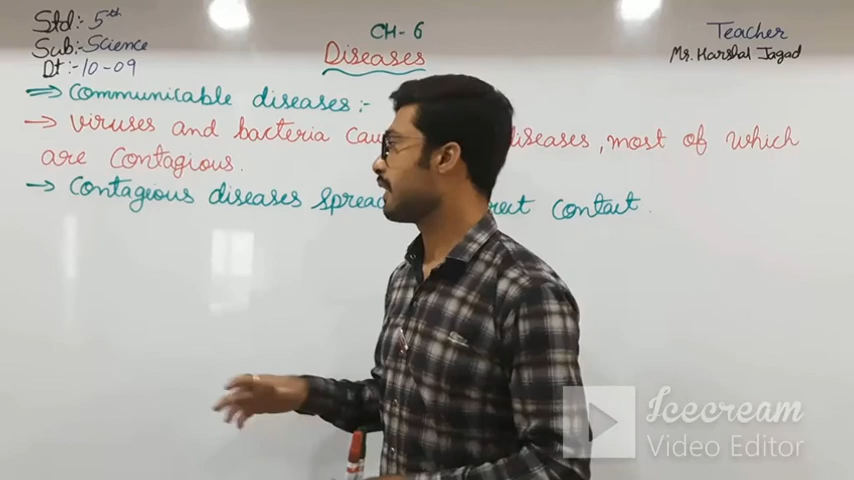 Std:- 5th
Sub:- Science
Dt:-10-09
CH- 6
Diseases
Teacher
Mr. Harshal Jagad
⇒ Communicable diseases:-
→ Viruses and bacteria cau diseases, most of which
are Contagious.
→ Contagious diseases spread contact.
Icecream
Video Editor